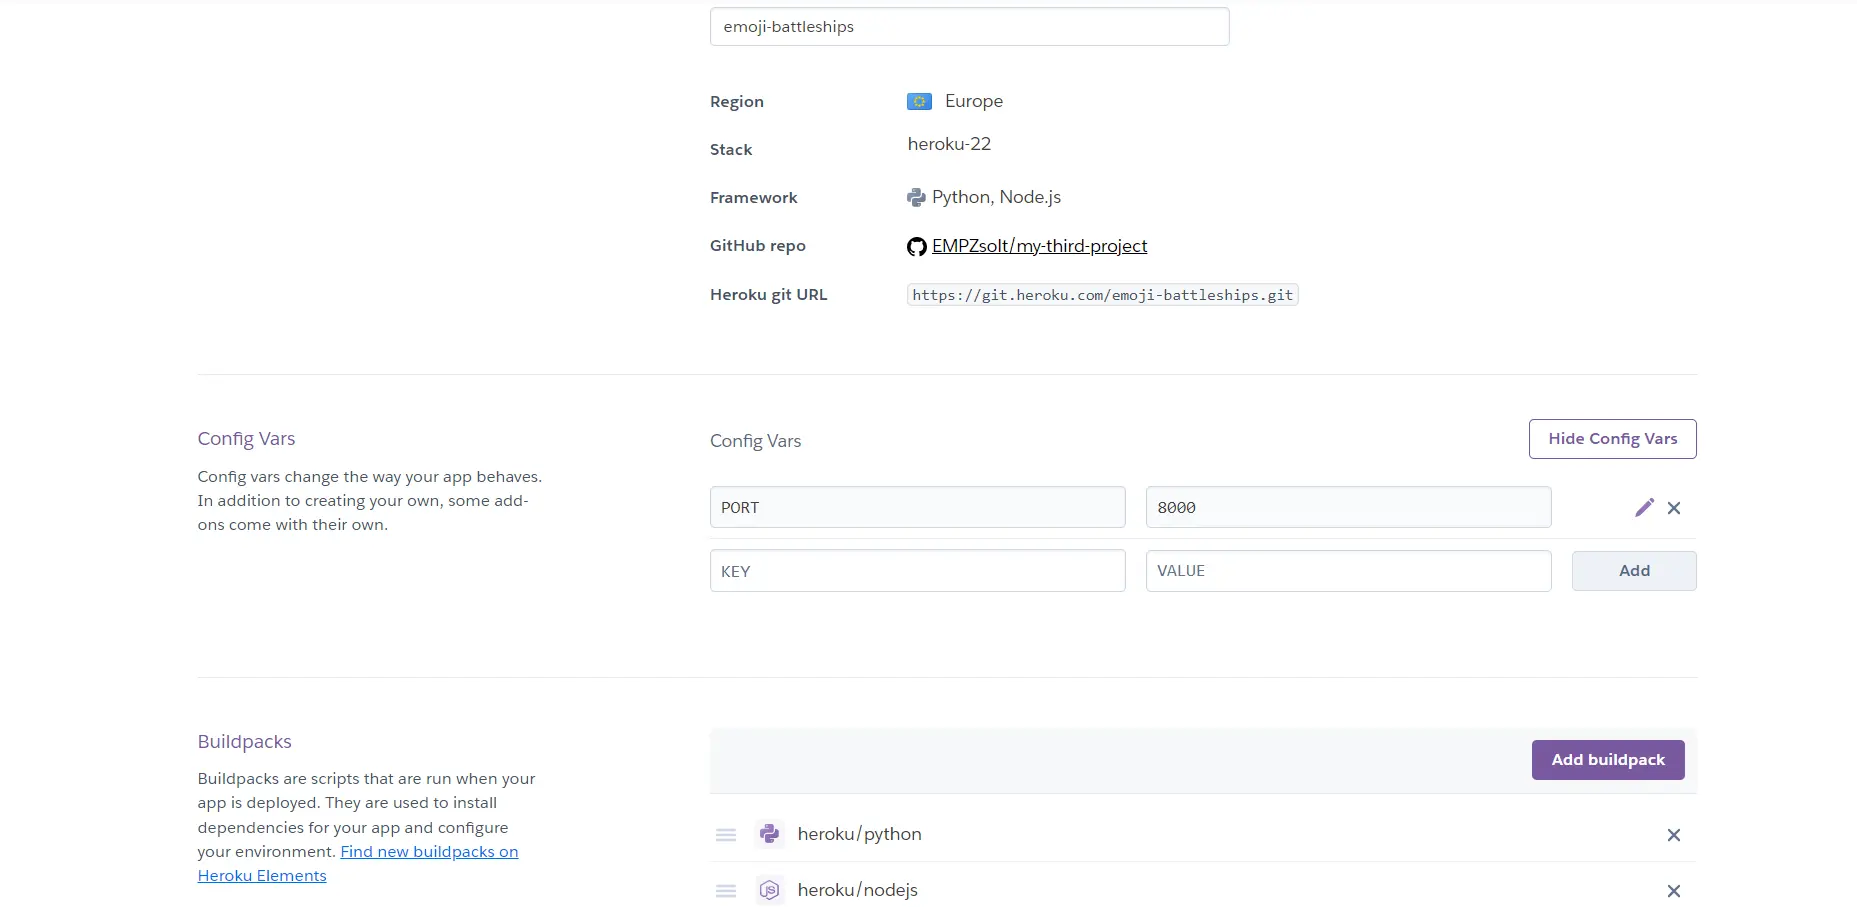 emoji-battleships
Region
Europe
Stack
heroku-22
Framework
Python, Node.js
GitHub repo
EMPZsolt/my-third-project
Heroku git URL
https://git.heroku.com/emoji-battleships.git
Config Vars
Config vars change the way your app behaves.
In addition to creating your own, some add-
ons come with their own.
Config Vars
Hide Config Vars
PORT
8000
KEY
VALUE
Add
Buildpacks
Buildpacks are scripts that are run when your
app is deployed. They are used to install
dependencies for your app and configure
your environment. Find new buildpacks on
Heroku Elements
Add buildpack
heroku/python
JS
heroku/nodejs